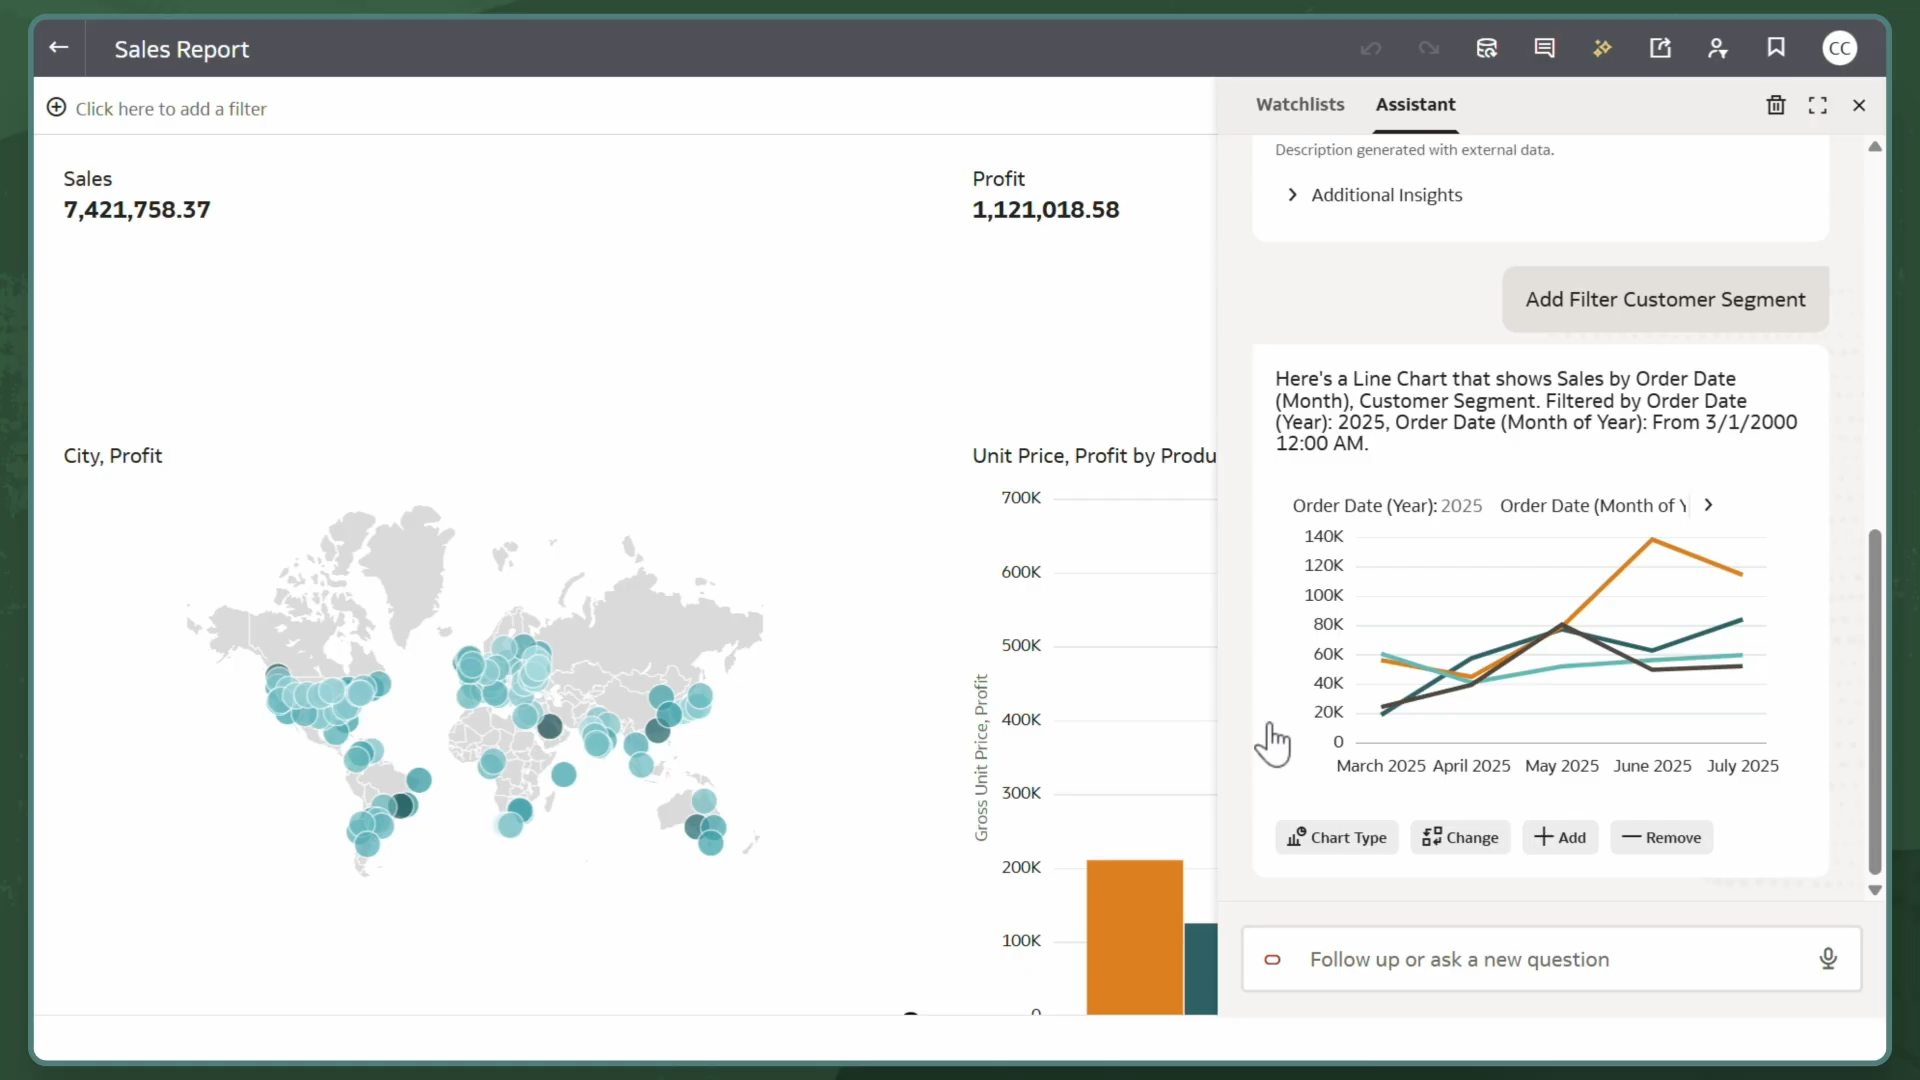 Sales Report
CC
Click here to add a filter
Sales
7,421,758.37
Profit
1,121,018.58
City, Profit
Unit Price, Profit by Produ
Gross Unit Price, Profit
700K
600K
500K
400K
300K
200K
100K
0
Watchlists
Assistant
Description generated with external data.
Additional Insights
Add Filter Customer Segment
Here's a Line Chart that shows Sales by Order Date
(Month), Customer Segment. Filtered by Order Date
(Year): 2025, Order Date (Month of Year): From 3/1/2000
12:00 AM.
Order Date (Year): 2025 Order Date (Month of
140K
120K
100K
80K
60K
40K
20K
0
March 2025 April 2025 May 2025 June 2025 July 2025
Chart Type
Change
Add
Remove
Follow up or ask a new question